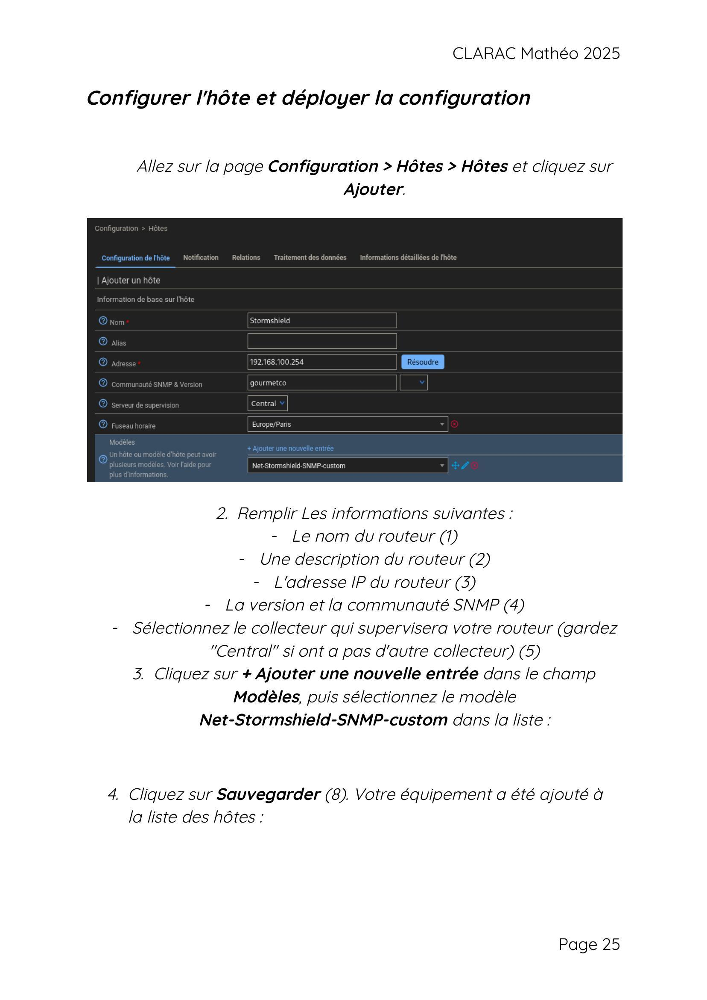 CLARAC Mathéo 2025
Configurer l'hôte et déployer la configuration
Allez sur la page Configuration > Hôtes > Hôtes et cliquez sur
Ajouter.
Configuration > Hôtes
Configuration de l'hôte Notification Relations Traitement des données Informations détaillées de l'hôte
| Ajouter un hôte
Information de base sur l'hôte
Nom * Stormshield
Alias
Adresse * 192.168.100.254 Résoudre
Communauté SNMP & Version gourmetco
Serveur de supervision Central
Fuseau horaire Europe/Paris
Modèles
+ Ajouter une nouvelle entrée
Un hôte ou modèle d'hôte peut avoir
plusieurs modèles. Voir l'aide pour
plus d'informations.
Net-Stormshield-SNMP-custom
2. Remplir Les informations suivantes :
- Le nom du routeur (1)
- Une description du routeur (2)
- L'adresse IP du routeur (3)
- La version et la communauté SNMP (4)
- Sélectionnez le collecteur qui supervisera votre routeur (gardez
"Central" si ont a pas d'autre collecteur) (5)
3. Cliquez sur + Ajouter une nouvelle entrée dans le champ
Modèles, puis sélectionnez le modèle
Net-Stormshield-SNMP-custom dans la liste :
4. Cliquez sur Sauvegarder (8). Votre équipement a été ajouté à
la liste des hôtes :
Page 25